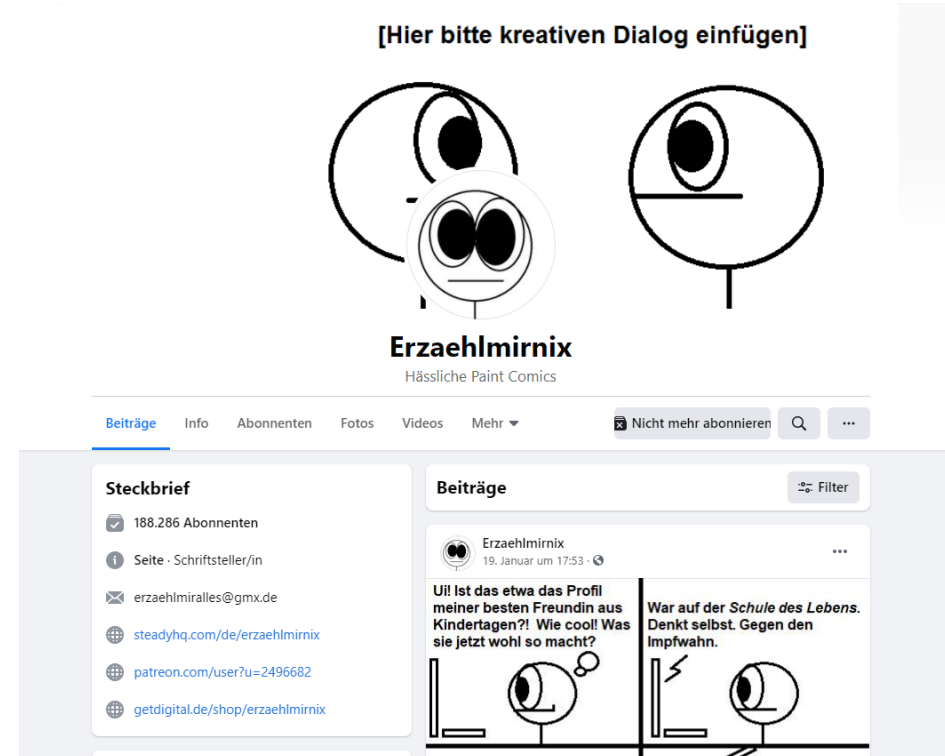 [Hier bitte kreativen Dialog einfügen]
Erzaehlmirnix
Hässliche Paint Comics
Beiträge
Info
Abonnenten
Fotos
Videos
Mehr
Nicht mehr abonnieren
Steckbrief
188.286 Abonnenten
Seite · Schriftsteller/in
erzaehlmiralles@gmx.de
steadyhq.com/de/erzaehlmirnix
patreon.com/user?u=2496682
getdigital.de/shop/erzaehlmirnix
Beiträge
Filter
Erzaehlmirnix
19. Januar um 17:53 ·
Ui! Ist das etwa das Profil
meiner besten Freundin aus
Kindertagen?! Wie cool! Was
sie jetzt wohl so macht?
War auf der Schule des Lebens.
Denkt selbst. Gegen den
Impfwahn.